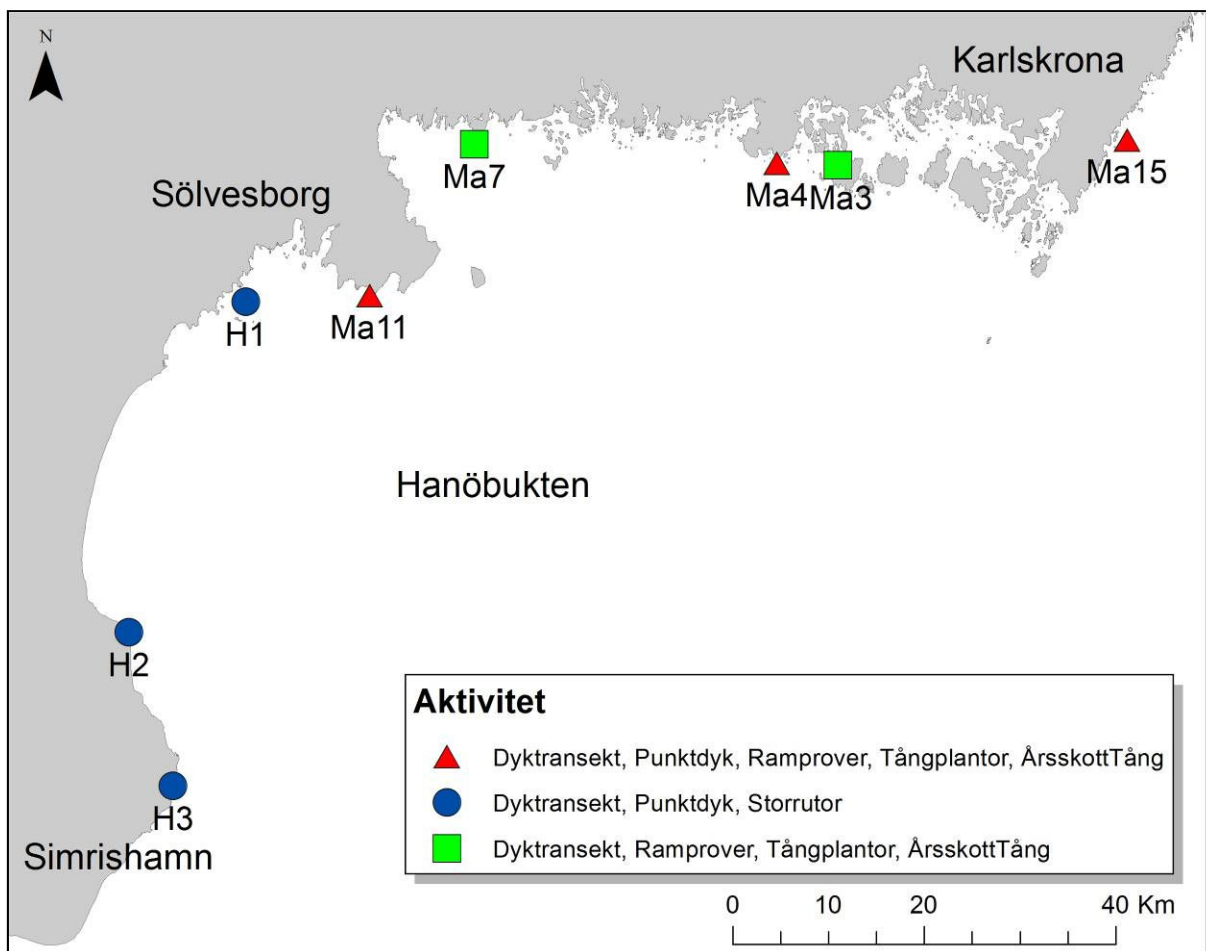 N
Karlskrona
Ma7
Ma4
Ma3
Ma15
Sölvesborg
H1
Ma11
Hanöbukten
H2
H3
Simrishamn
Aktivitet
Dyktransekt, Punktdyk, Ramprover, Tångplantor, ÅrsskottTång
Dyktransekt, Punktdyk, Storrutor
Dyktransekt, Ramprover, Tångplantor, ÅrsskottTång
0 10 20 40 Km